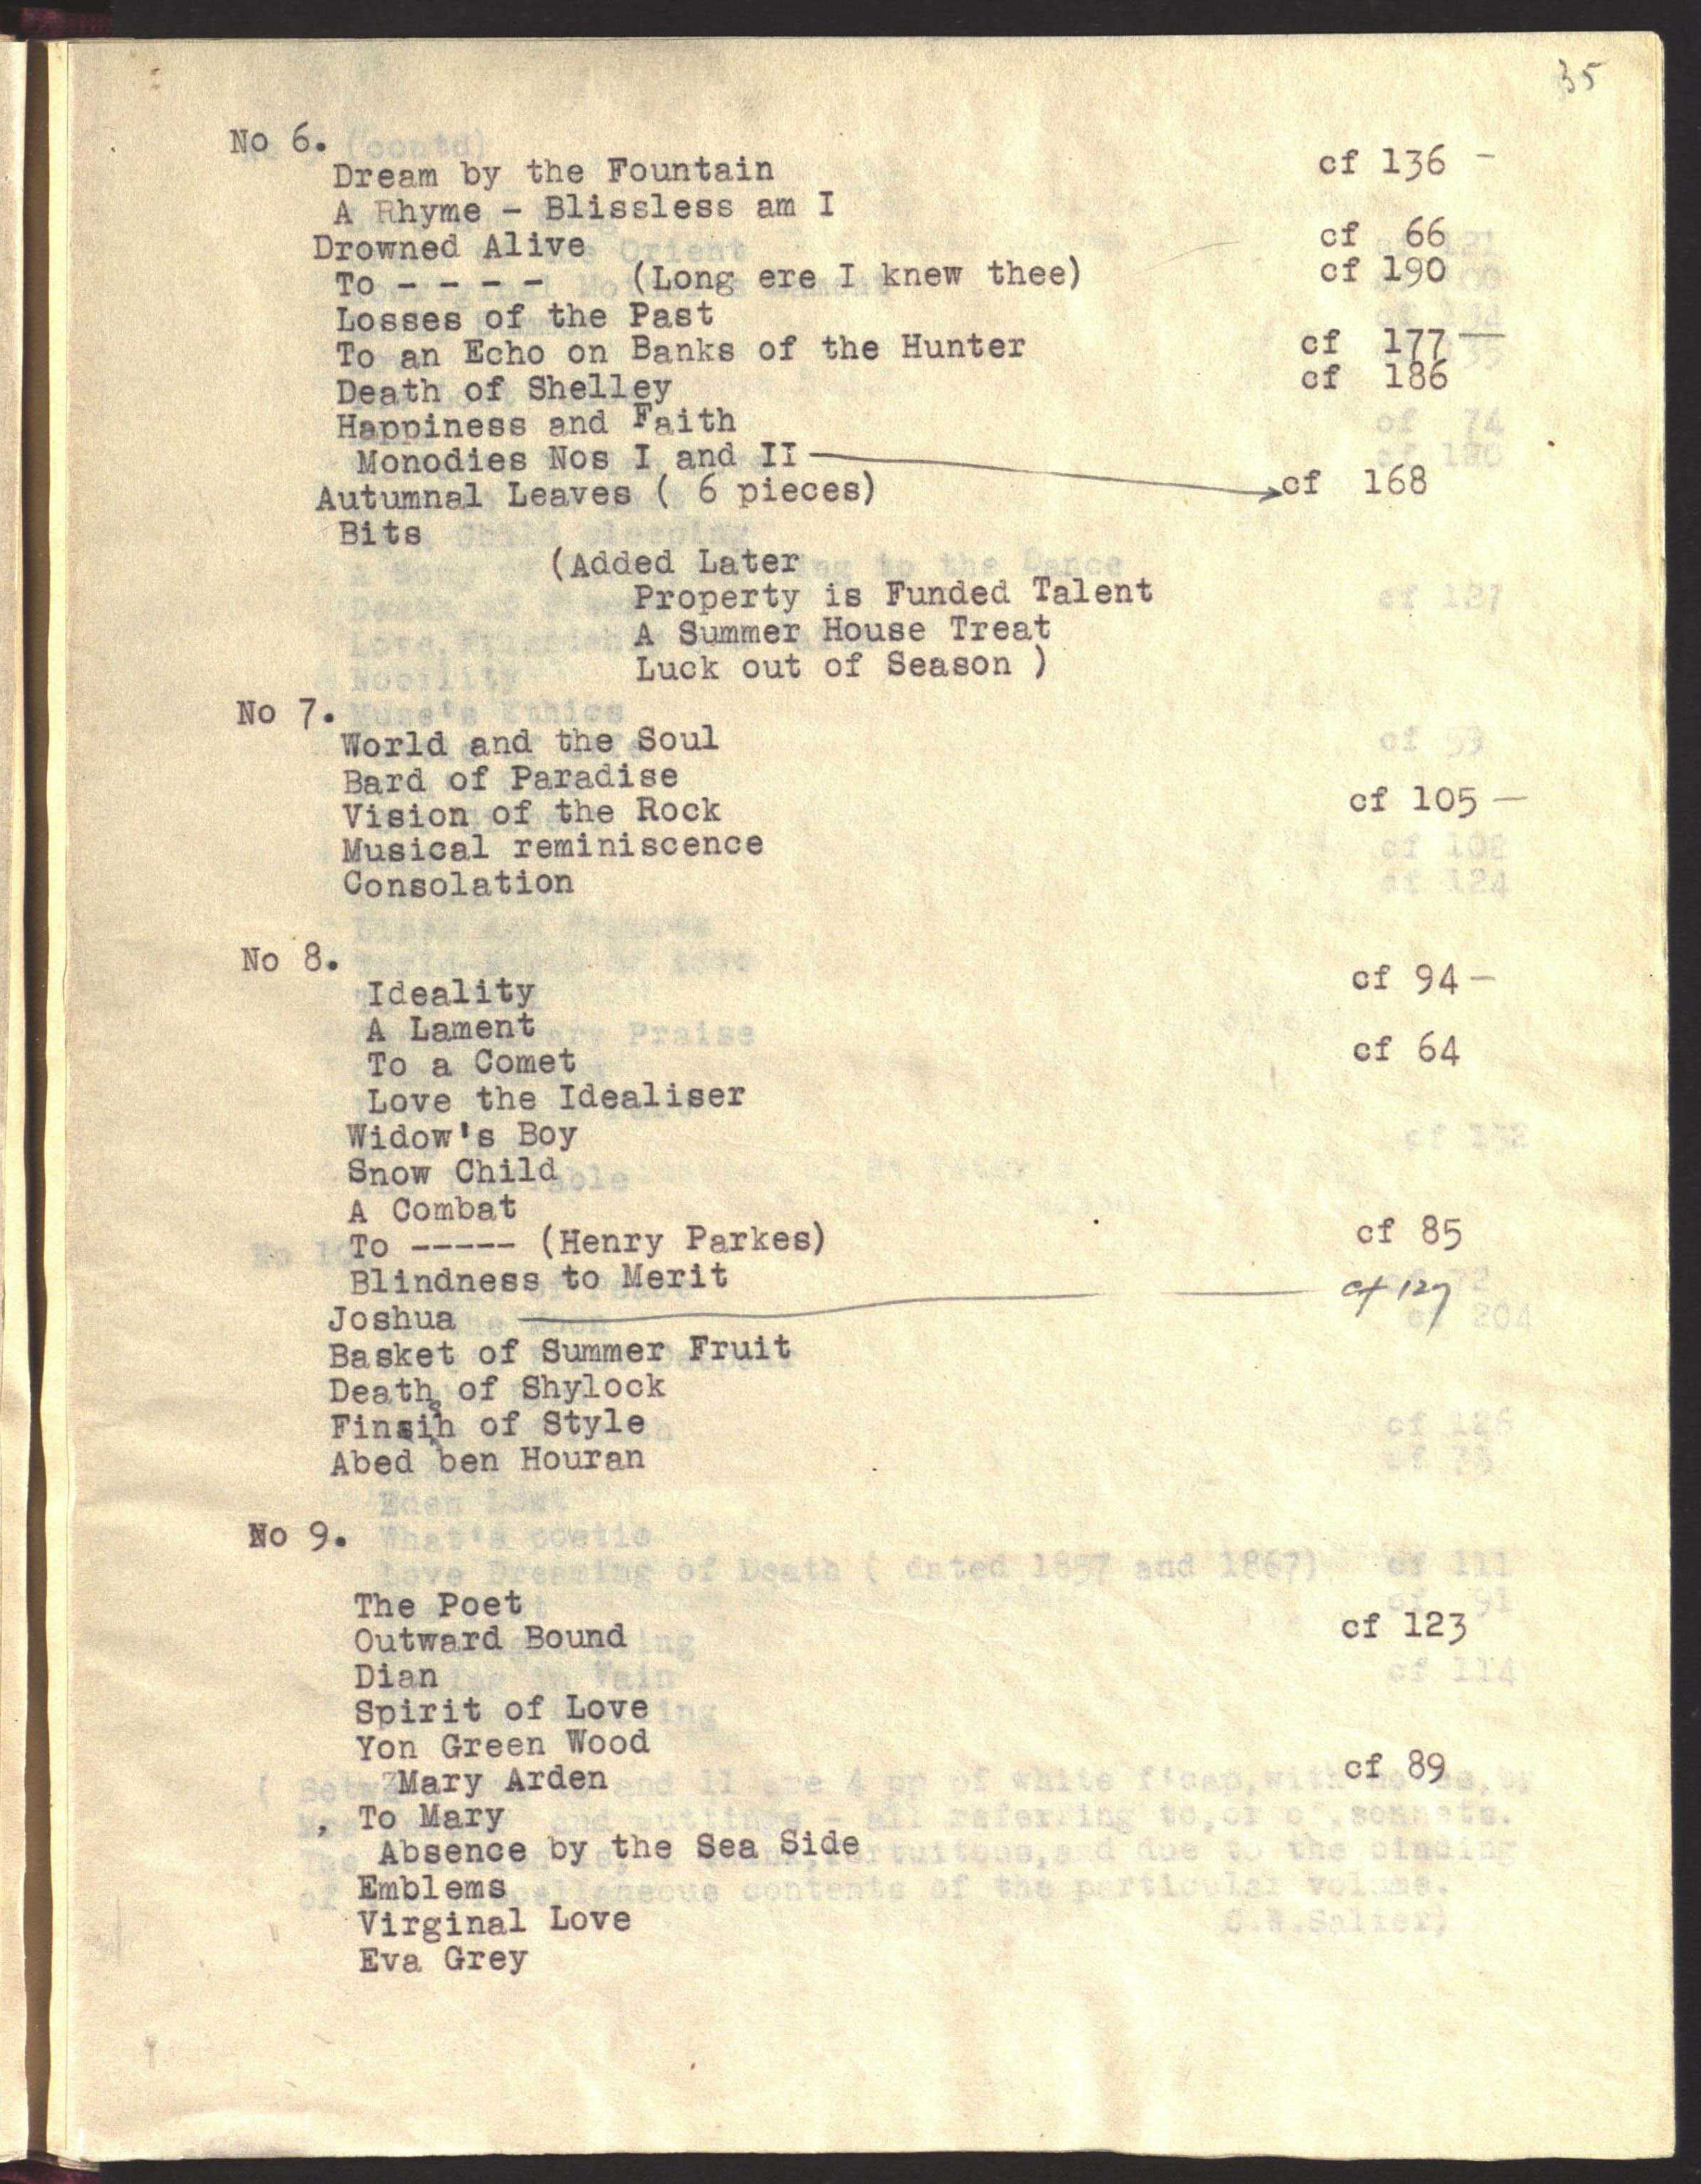 35
No 6.
Dream by the Fountain cf 136 -
A Rhyme - Blissless am I
Drowned Alive cf 66
To - - - - (Long ere I knew thee) cf 190
Losses of the Past
To an Echo on Banks of the Hunter cf 177 —
Death of Shelley cf 186
Happiness and Faith
Monodies Nos I and II
Autumnal Leaves ( 6 pieces) cf 168
Bits
(Added Later
Property is Funded Talent
A Summer House Treat
Luck out of Season )
No 7.
World and the Soul
Bard of Paradise
Vision of the Rock cf 105 —
Musical reminiscence
Consolation
No 8.
Ideality cf 94 —
A Lament
To a Comet cf 64
Love the Idealiser
Widow's Boy
Snow Child
A Combat
To ----- (Henry Parkes) cf 85
Blindness to Merit
Joshua cf 127
Basket of Summer Fruit
Death of Shylock
Finsih of Style
Abed ben Houran
No 9.
The Poet
Outward Bound cf 123
Dian
Spirit of Love
Yon Green Wood
Mary Arden cf 89
, To Mary
Absence by the Sea Side
Emblems
Virginal Love
Eva Grey